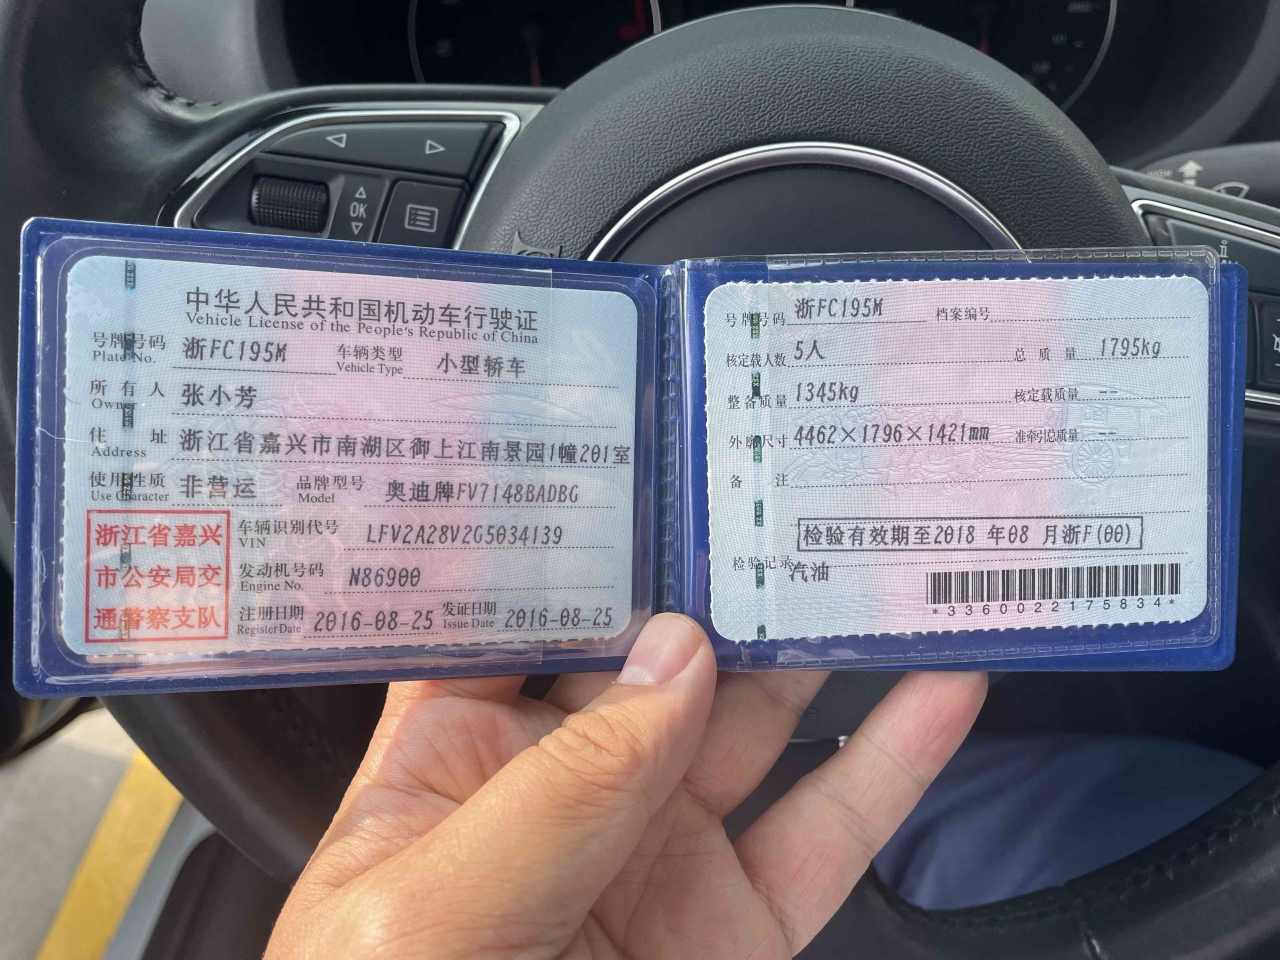 中华人民共和国机动车行驶证
Vehicle License of the People's Republic of China
号牌号码 浙FC195M 车辆类型 小型轿车
Plate No. Vehicle Type
所有人 张小芳
Owner
住址 浙江省嘉兴市南湖区御上江南景园1幢201室
Address
使用性质 非营运 品牌型号 奥迪牌FV7148BADBG
Use Character Model
浙江省嘉兴
市公安局交
通警察支队
车辆识别代号 LFV2A28V2G5034139
VIN
发动机号码 N86900
Engine No.
注册日期 2016-08-25 发证日期 2016-08-25
Register Date Issue Date
号牌号码 浙FC195M 档案编号
核定载人数 5人 总质量 1795kg
整备质量 1345kg 核定载质量 --
外廓尺寸 4462×1796×1421mm 准牵引总质量
备注
检验有效期至2018 年08 月浙F(00)
检验记录 汽油
*3360022175834*
OK